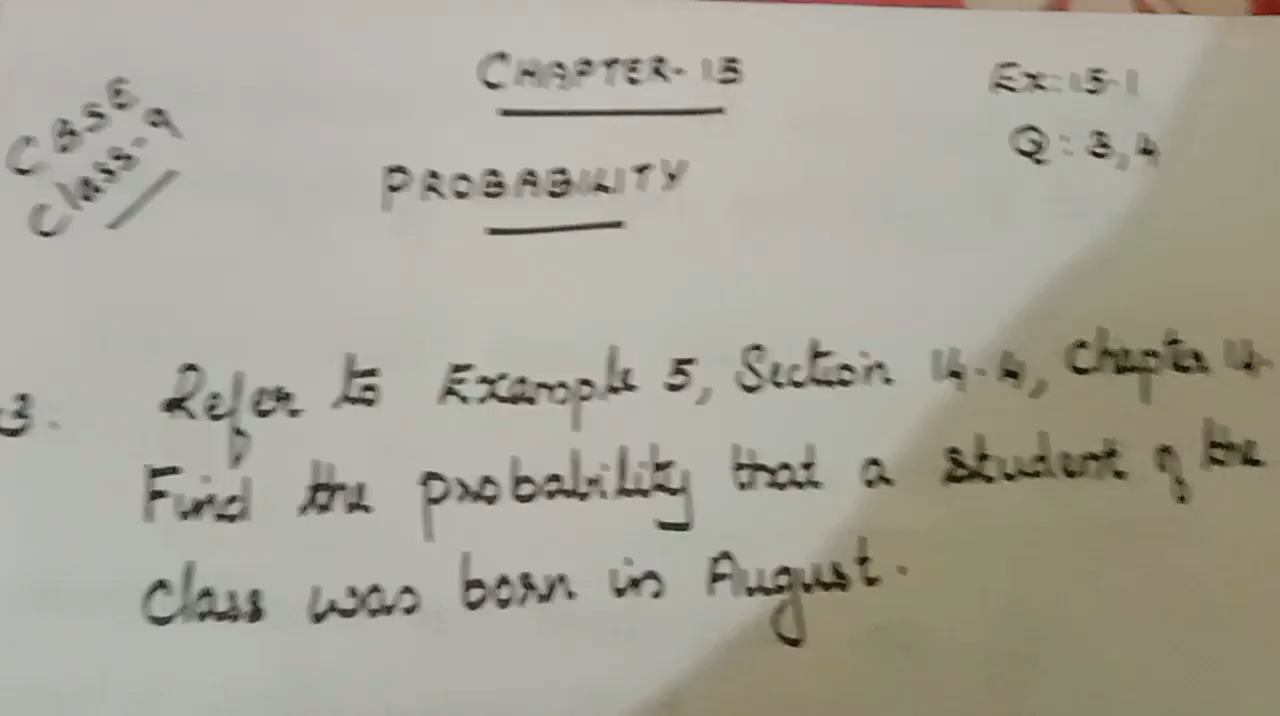 CBSE
Class-9
CHAPTER-15
PROBABILITY
Ex:15.1
Q:3,4
3. Refer to Example 5, Section 14.4, Chapter 14.
Find the probability that a student of the
class was born in August.